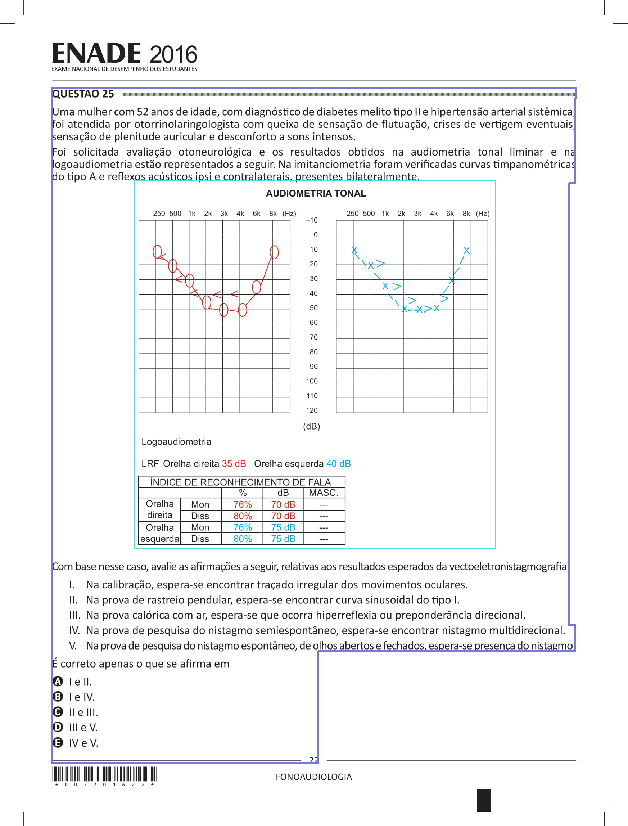 ENADE 2016
EXAME NACIONAL DE DESEMPENHO DOS ESTUDANTES
QUESTÃO 25
Uma mulher com 52 anos de idade, com diagnóstico de diabetes melito tipo II e hipertensão arterial sistêmica,
foi atendida por otorrinolaringologista com queixa de sensação de flutuação, crises de vertigem eventuais,
sensação de plenitude auricular e desconforto a sons intensos.
Foi solicitada avaliação otoneurológica e os resultados obtidos na audiometria tonal liminar e na
logoaudiometria estão representados a seguir. Na imitanciometria foram verificadas curvas timpanométricas
do tipo A e reflexos acústicos ipsi e contralaterais, presentes bilateralmente.
AUDIOMETRIA TONAL
250 500 1k 2k 3k 4k 6k 8k (Hz) 250 500 1k 2k 3k 4k 6k 8k (Hz)
-10
0
10
20
30
40
50
60
70
80
90
100
110
120
(dB)
Logoaudiometria
LRF Orelha direita 35 dB Orelha esquerda 40 dB
ÍNDICE DE RECONHECIMENTO DE FALA
% dB MASC.
Orelha direita Mon 76% 70 dB ---
Diss 80% 70 dB ---
Orelha esquerda Mon 76% 75 dB ---
Diss 80% 75 dB ---
Com base nesse caso, avalie as afirmações a seguir, relativas aos resultados esperados da vectoeletronistagmografia.
I. Na calibração, espera-se encontrar traçado irregular dos movimentos oculares.
II. Na prova de rastreio pendular, espera-se encontrar curva sinusoidal do tipo I.
III. Na prova calórica com ar, espera-se que ocorra hiperreflexia ou preponderância direcional.
IV. Na prova de pesquisa do nistagmo semiespontâneo, espera-se encontrar nistagmo multidirecional.
V. Na prova de pesquisa do nistagmo espontâneo, de olhos abertos e fechados, espera-se presença do nistagmo.
É correto apenas o que se afirma em
A I e II.
B I e IV.
C II e III.
D III e V.
E IV e V.
22
FONOAUDIOLOGIA